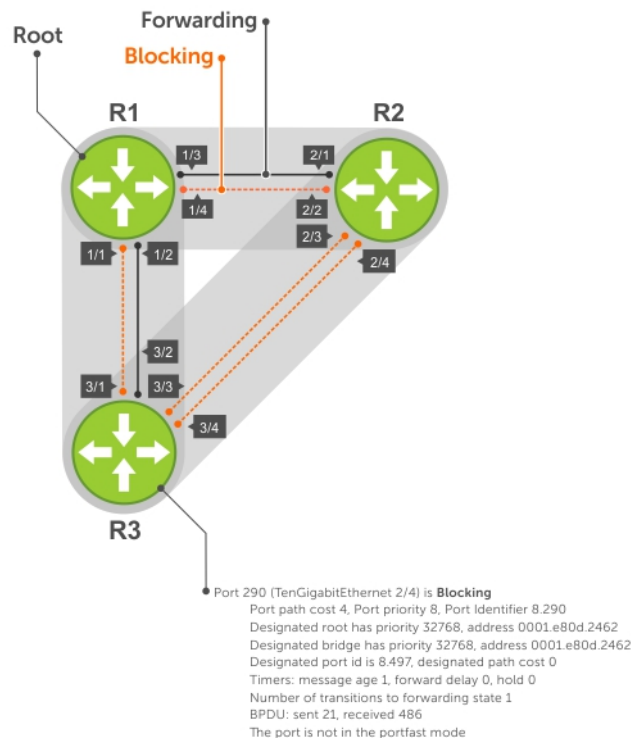 Forwarding
Root
Blocking
R1
R2
1/3
2/1
1/4
2/2
2/3
1/1
1/2
2/4
3/2
3/1
3/3
3/4
R3
Port 290 (TenGigabitEthernet 2/4) is Blocking
Port path cost 4, Port priority 8, Port Identifier 8.290
Designated root has priority 32768, address 0001.e80d.2462
Designated bridge has priority 32768, address 0001.e80d.2462
Designated port id is 8.497, designated path cost 0
Timers: message age 1, forward delay 0, hold 0
Number of transitions to forwarding state 1
BPDU: sent 21, received 486
The port is not in the portfast mode